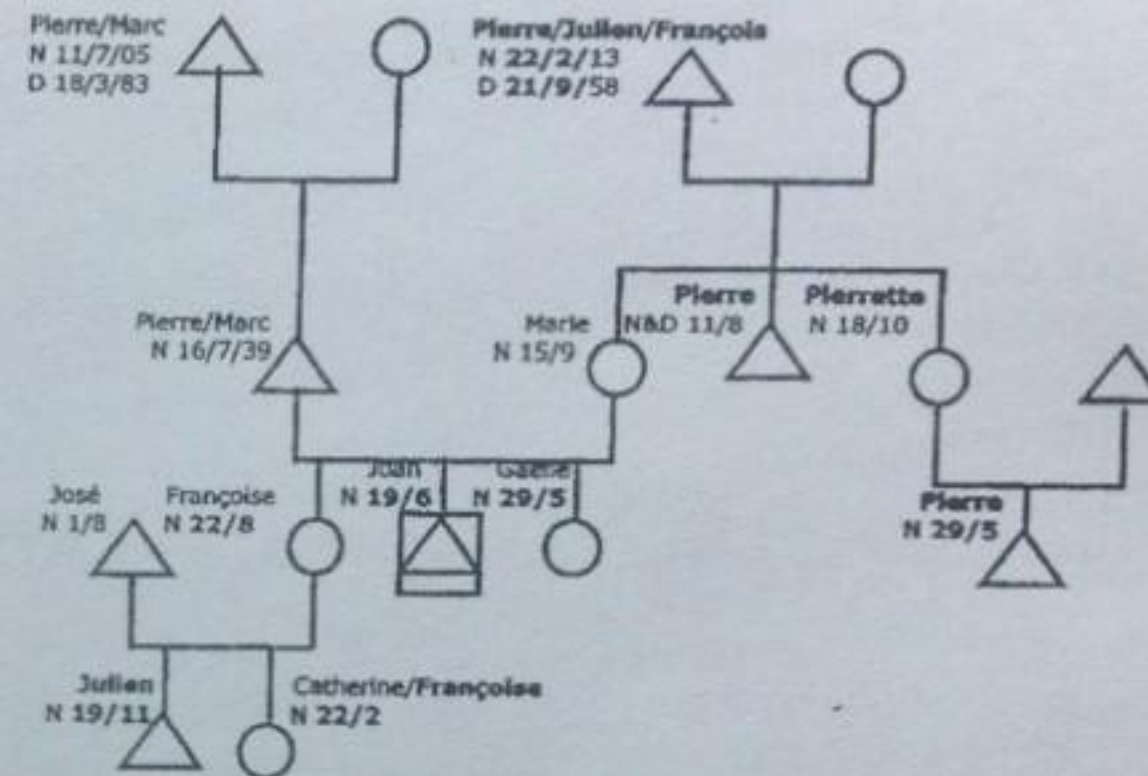 Pierre/Marc
N 11/7/05
D 18/3/83
Pierre/Julien/François
N 22/2/13
D 21/9/58
Pierre/Marc
N 16/7/39
Marie
N 15/9
Pierre
N&D 11/8
Pierrette
N 18/10
José
N 1/8
Françoise
N 22/8
Joan
N 19/6
Gaelle
N 29/5
Pierre
N 29/5
Julien
N 19/11
Catherine/Françoise
N 22/2